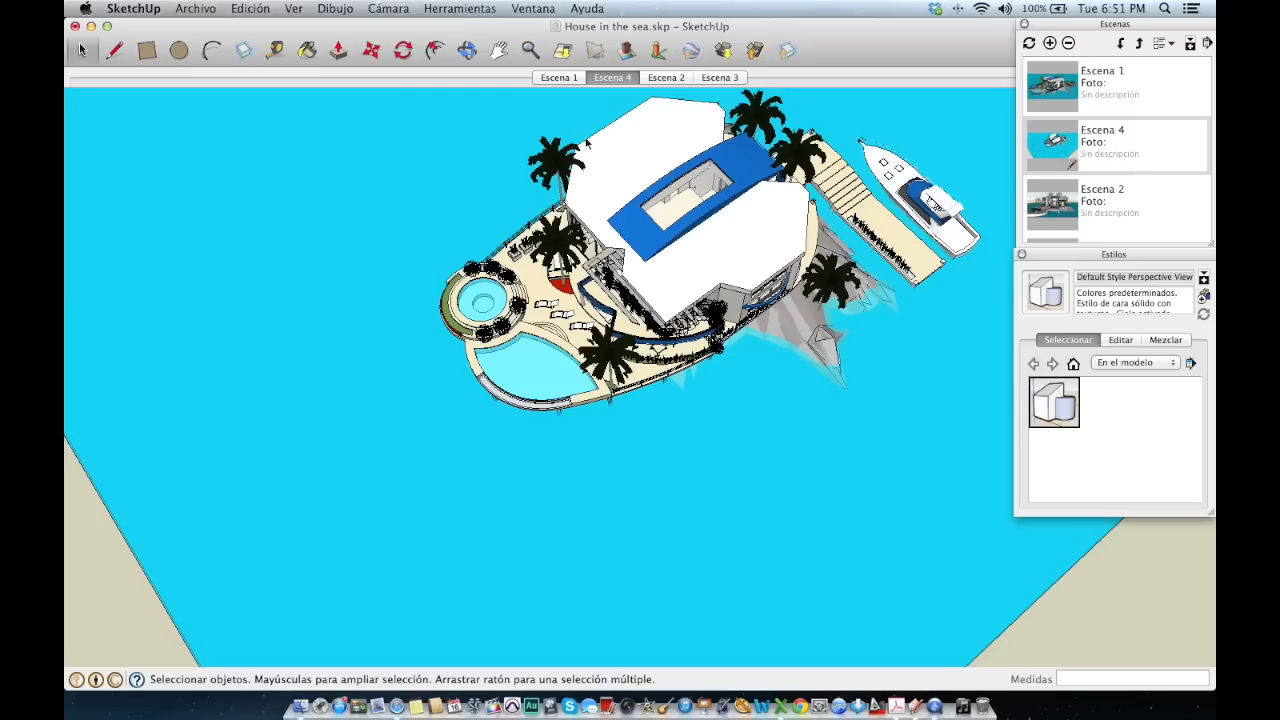 SketchUp Archivo Edición Ver Dibujo Cámara Herramientas Ventana Ayuda 100% Tue 6:51 PM
House in the sea.skp - SketchUp
Escenas
Escena 1 Escena 4 Escena 2 Escena 3
Escena 1
Foto:
Sin descripción
Escena 4
Foto:
Sin descripción
Escena 2
Foto:
Sin descripción
Estilos
Default Style Perspective View
Colores predeterminados.
Estilo de cara sólido con
Seleccionar Editar Mezclar
En el modelo
Seleccionar objetos. Mayúsculas para ampliar selección. Arrastrar ratón para una selección múltiple.
Medidas